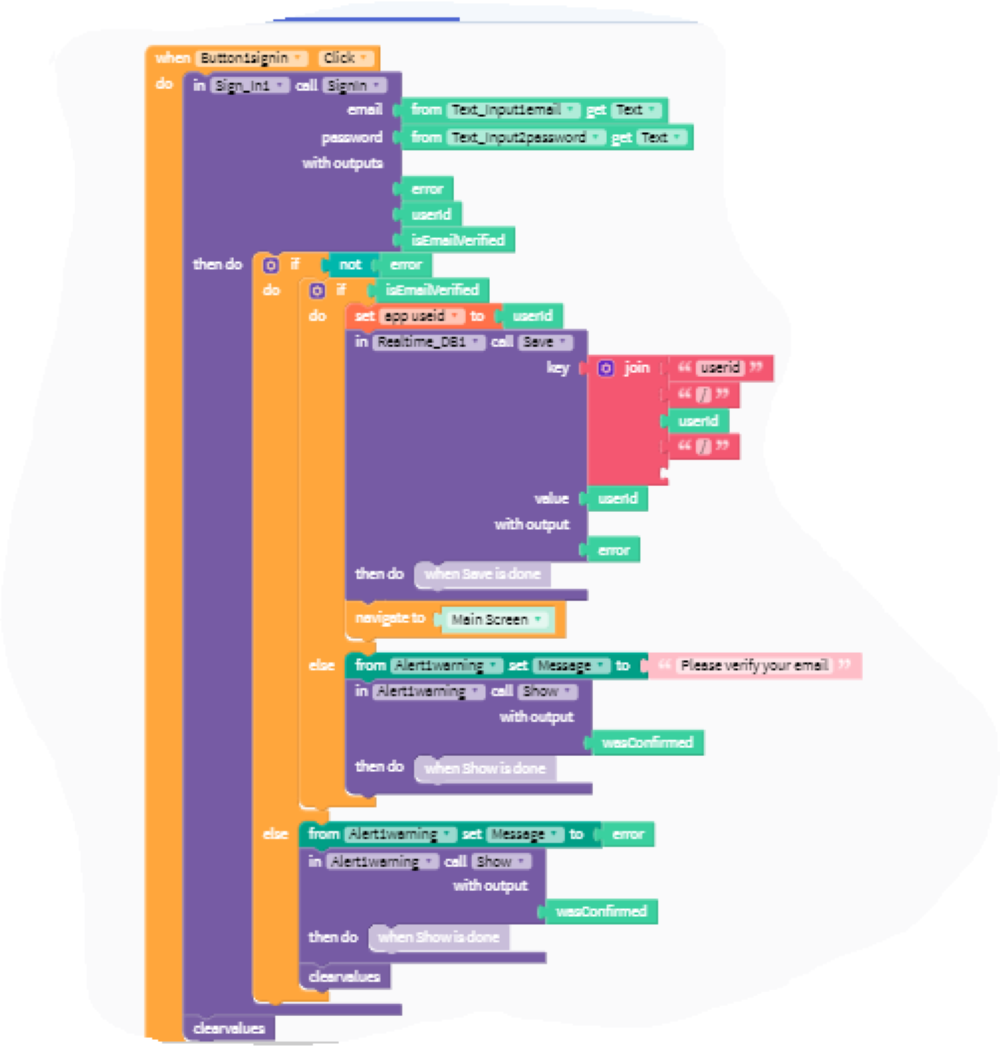 when Button1signin Click
do in Sign_In1 call SignIn
email from Text_Input1email get Text
password from Text_Input2password get Text
with outputs
error
userId
isEmailVerified
then do if not error
do if isEmailVerified
do set app useid to userId
in Realtime_DB1 call Save
key join “ userid ”
“ / ”
userId
“ / ”
value userId
with output
error
then do when Save is done
navigate to Main Screen
else from Alert1warning set Message to “ Please verify your email ”
in Alert1warning call Show
with output
wasConfirmed
then do when Show is done
else from Alert1warning set Message to error
in Alert1warning call Show
with output
wasConfirmed
then do when Show is done
clearvalues
clearvalues